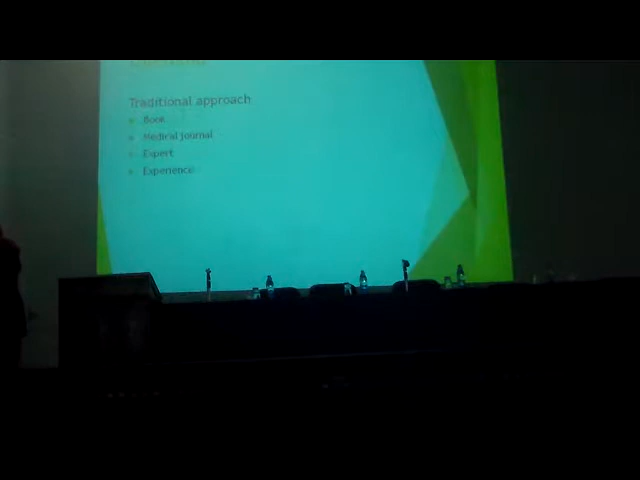 Traditional approach
Book
Medical journal
Expert
Experience